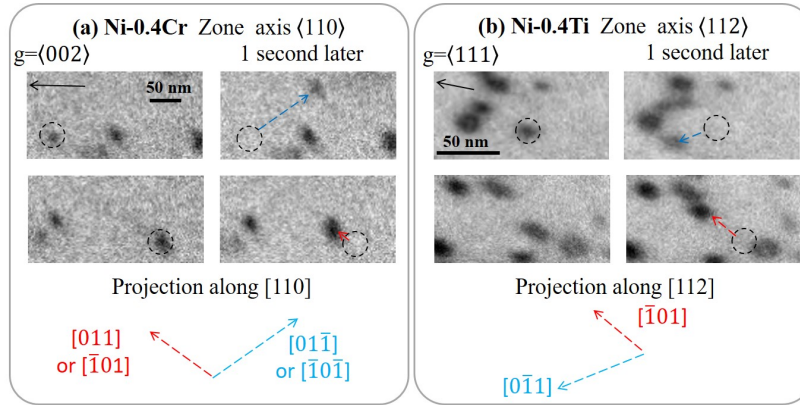 (a) Ni-0.4Cr Zone axis ⟨110⟩
g=⟨002⟩
1 second later
50 nm
Projection along [110]
[011]
or [1̄01]
[011̄]
or [1̄01̄]
(b) Ni-0.4Ti Zone axis ⟨112⟩
g=⟨111⟩
1 second later
50 nm
Projection along [112]
[1̄01]
[01̄1]